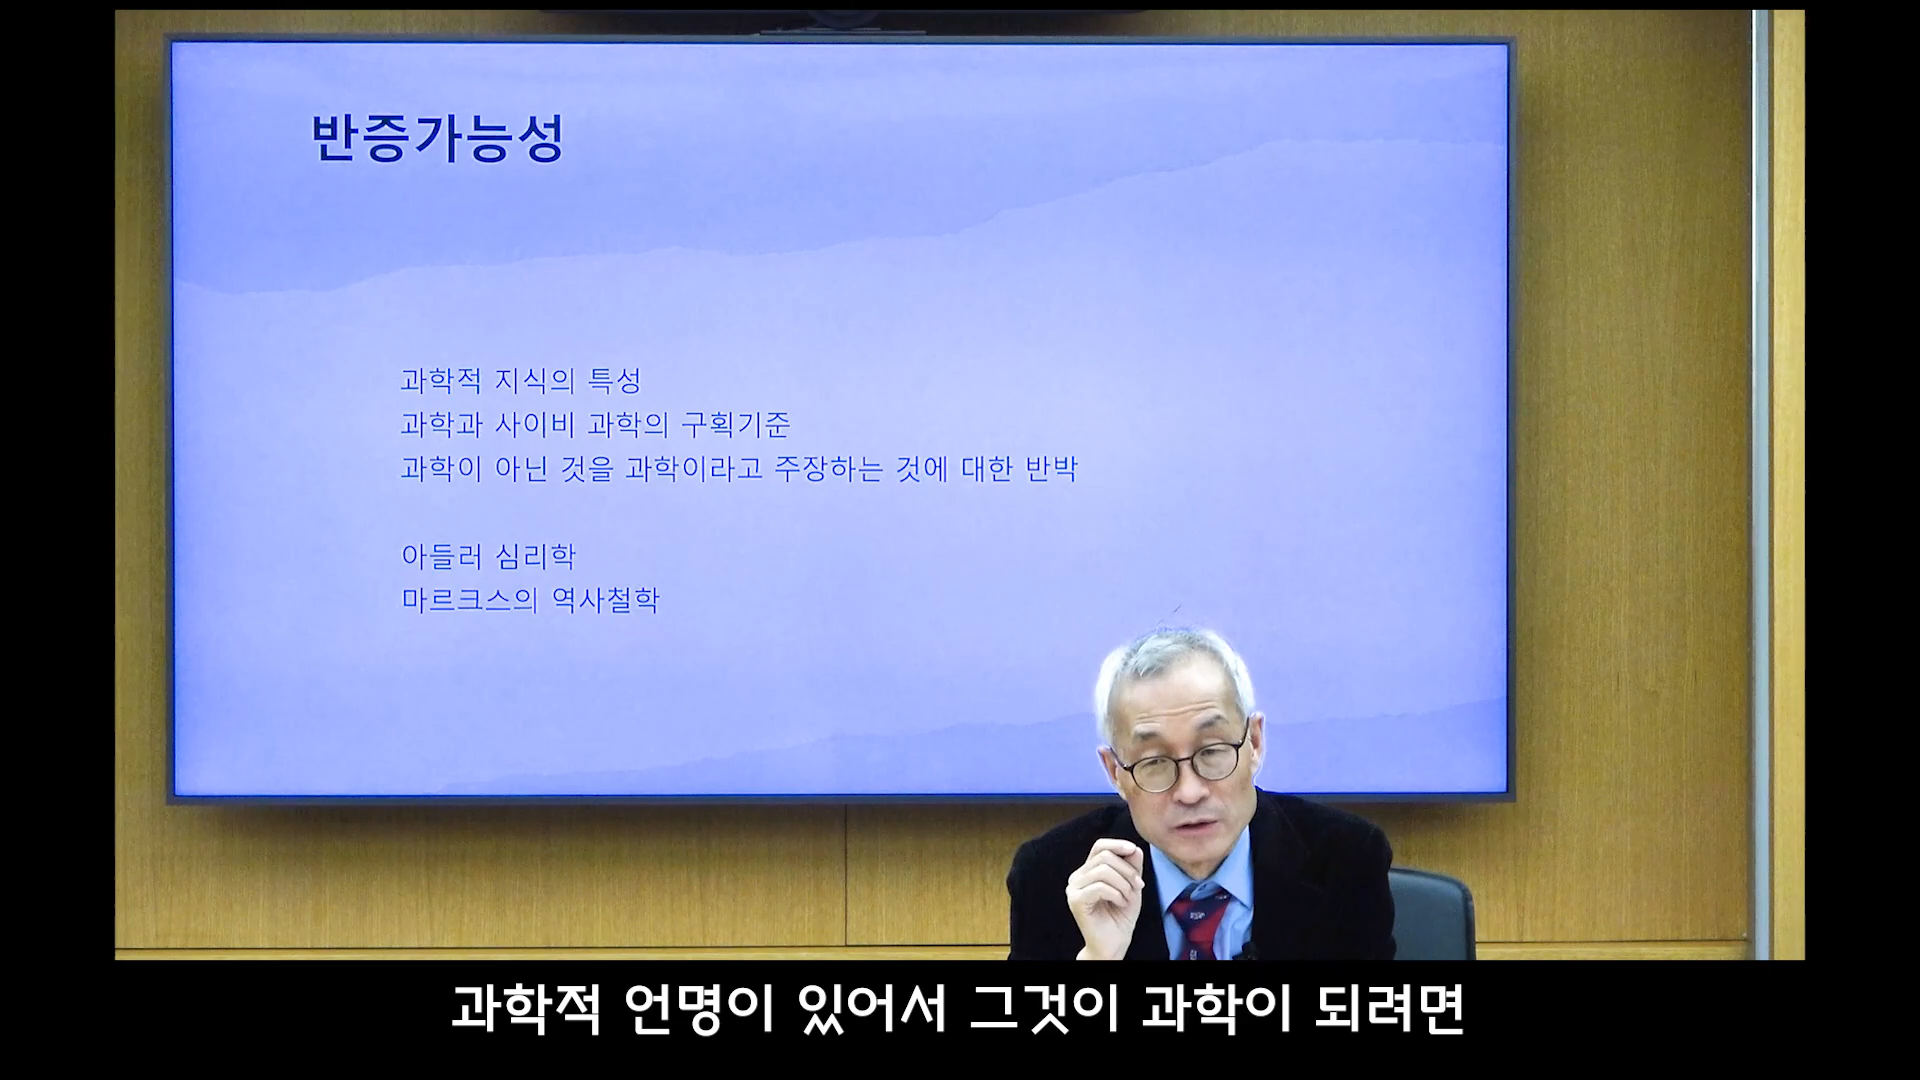 반증가능성
과학적 지식의 특성
과학과 사이비 과학의 구획기준
과학이 아닌 것을 과학이라고 주장하는 것에 대한 반박
아들러 심리학
마르크스의 역사철학
과학적 언명이 있어서 그것이 과학이 되려면